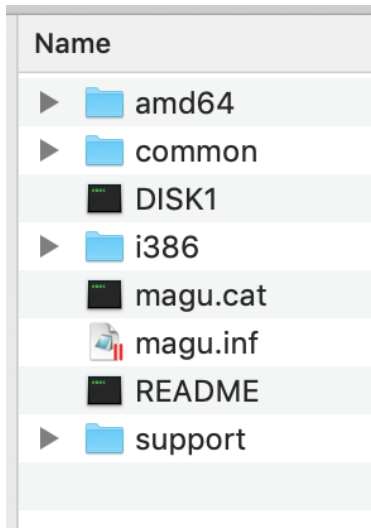 Name
amd64
common
DISK1
i386
magu.cat
magu.inf
README
support